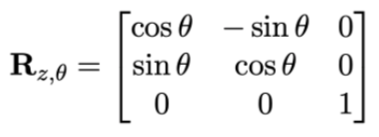 R_{z,θ} = [cos θ  − sin θ  0
sin θ  cos θ  0
0  0  1]